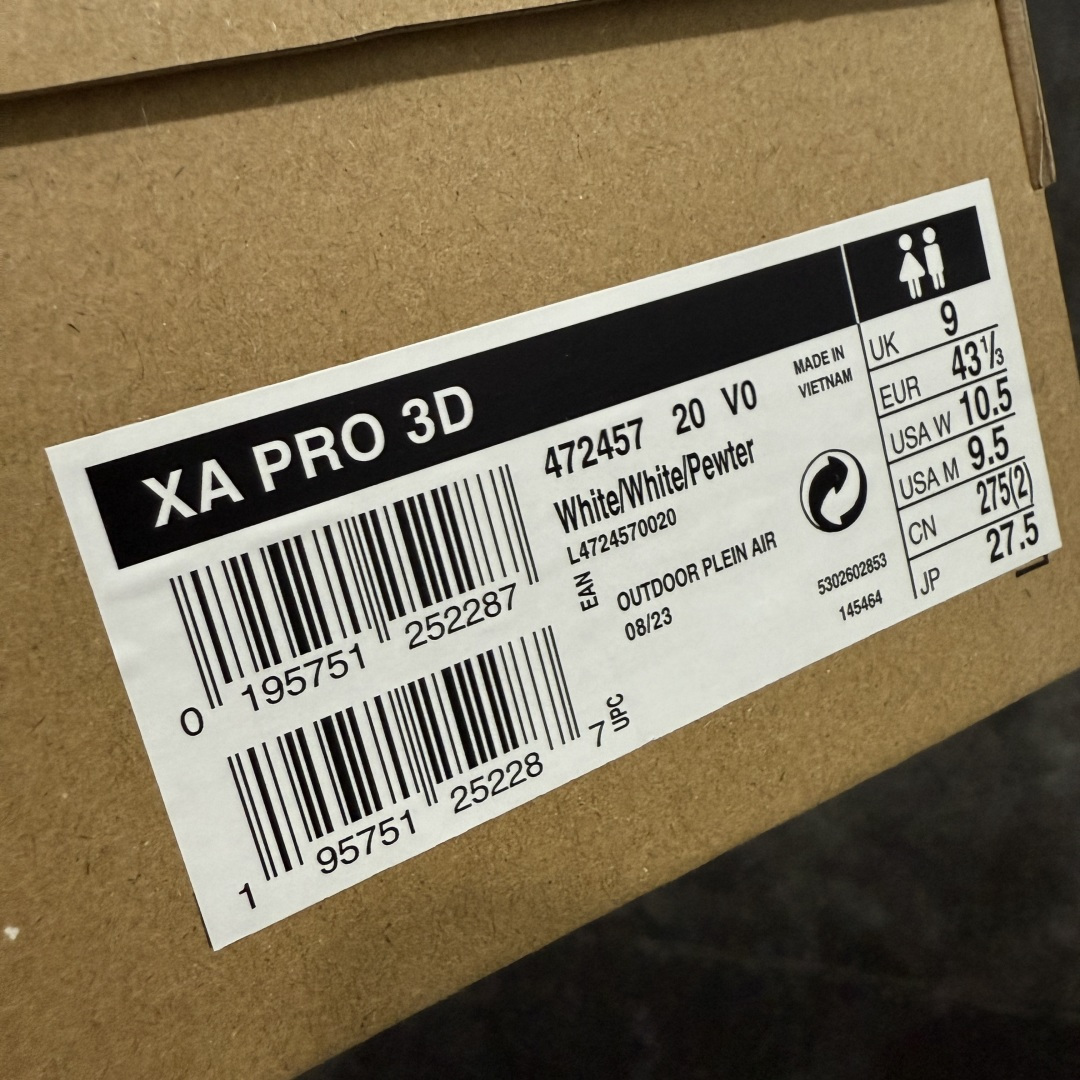 XA PRO 3D
472457 20 V0
White/White/Pewter
L4724570020
EAN
OUTDOOR PLEIN AIR
08/23
MADE IN
VIETNAM
5302602853
145464
0 195751 252287
1 95751 25228 7
UPC
UK 9
EUR 43⅓
USA W 10.5
USA M 9.5
CN 275(2)
JP 27.5